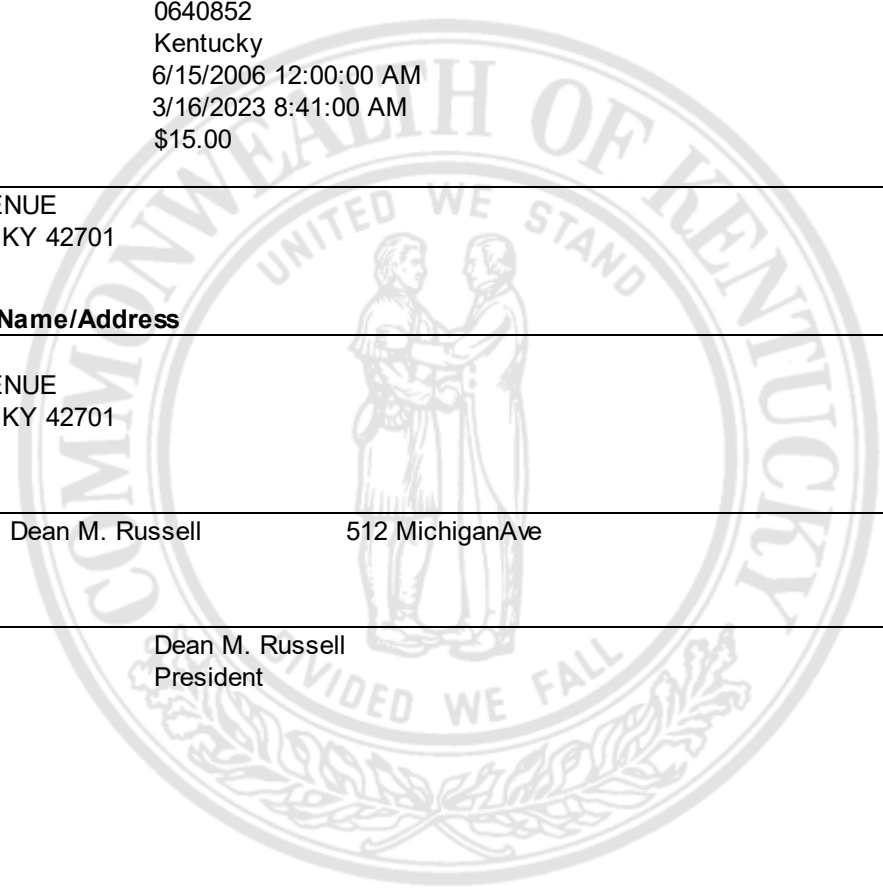 0640852
Kentucky
6/15/2006 12:00:00 AM
3/16/2023 8:41:00 AM
$15.00
ENUE
KY 42701
Name/Address
ENUE
KY 42701
Dean M. Russell 512 MichiganAve
Dean M. Russell
President
COMMONWEALTH OF KENTUCKY
UNITED WE STAND
DIVIDED WE FALL